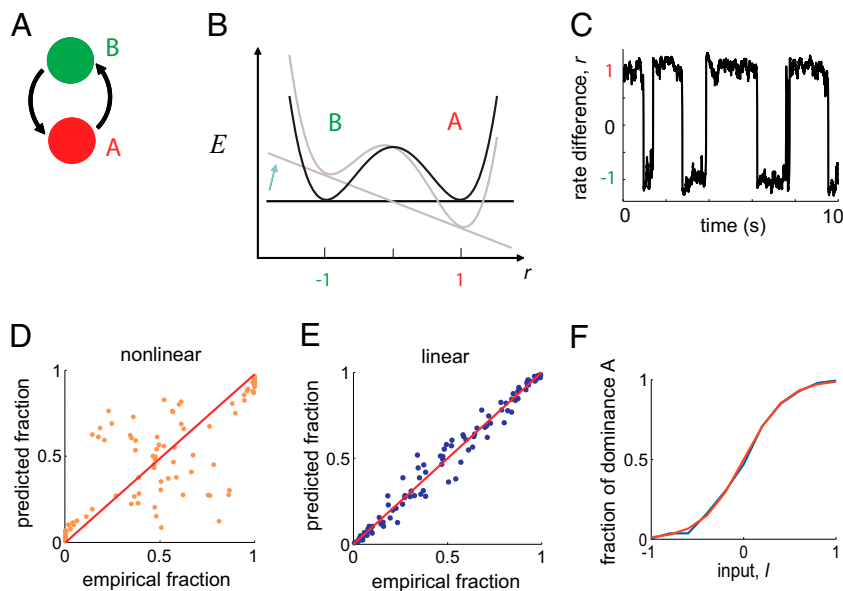 A
B
A
B
E
B
A
-1
1
r
C
rate difference, r
1
0
-1
0
10
time (s)
D
nonlinear
predicted fraction
1
0.5
0
0
0.5
1
empirical fraction
E
linear
predicted fraction
1
0.5
0
0
0.5
1
empirical fraction
F
fraction of dominance A
1
0.5
0
-1
0
1
input, I